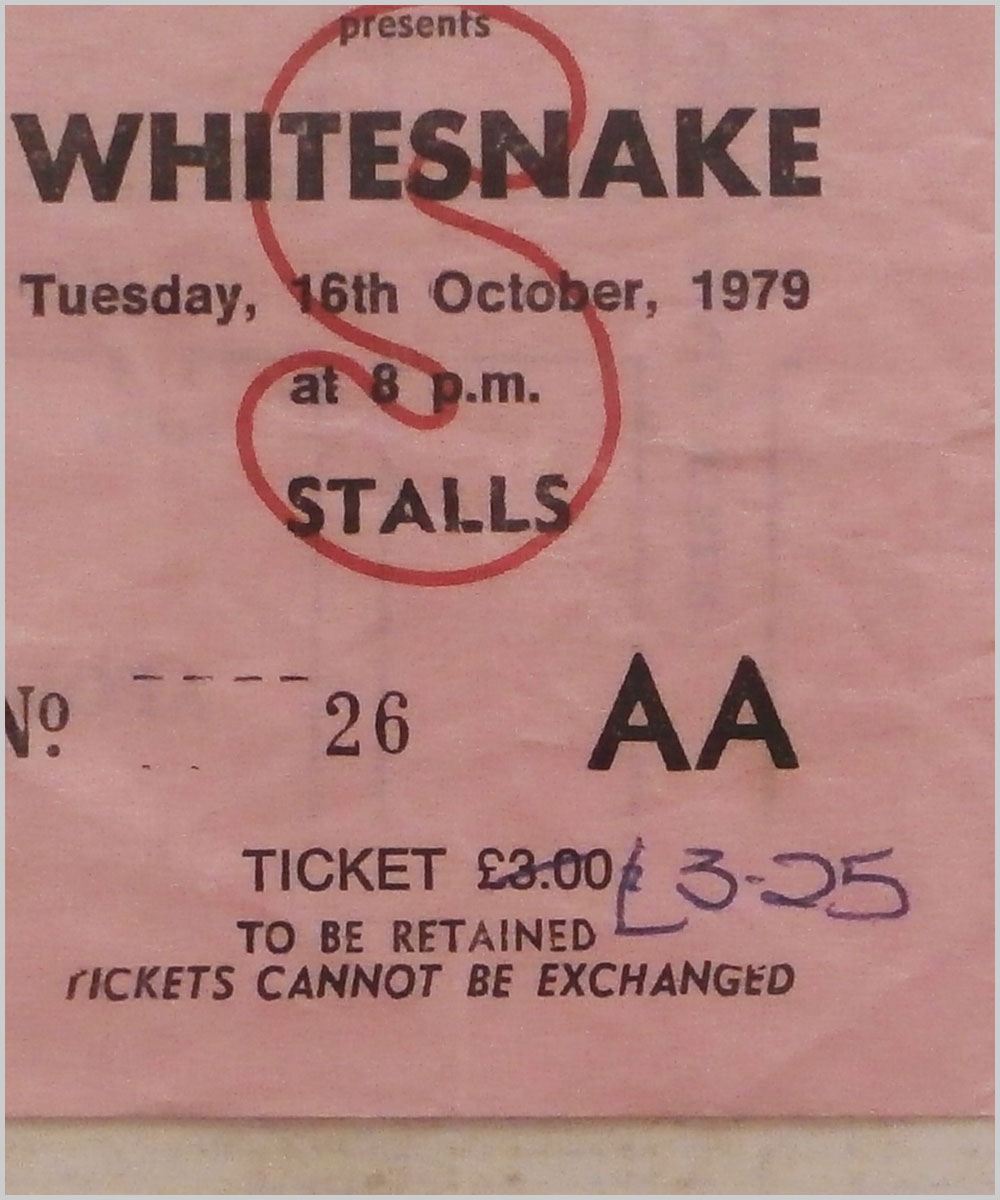 presents
WHITESNAKE
Tuesday, 16th October, 1979
at 8 p.m.
STALLS
S
Nº 26 AA
TICKET £3.00 £3-25
TO BE RETAINED
TICKETS CANNOT BE EXCHANGED